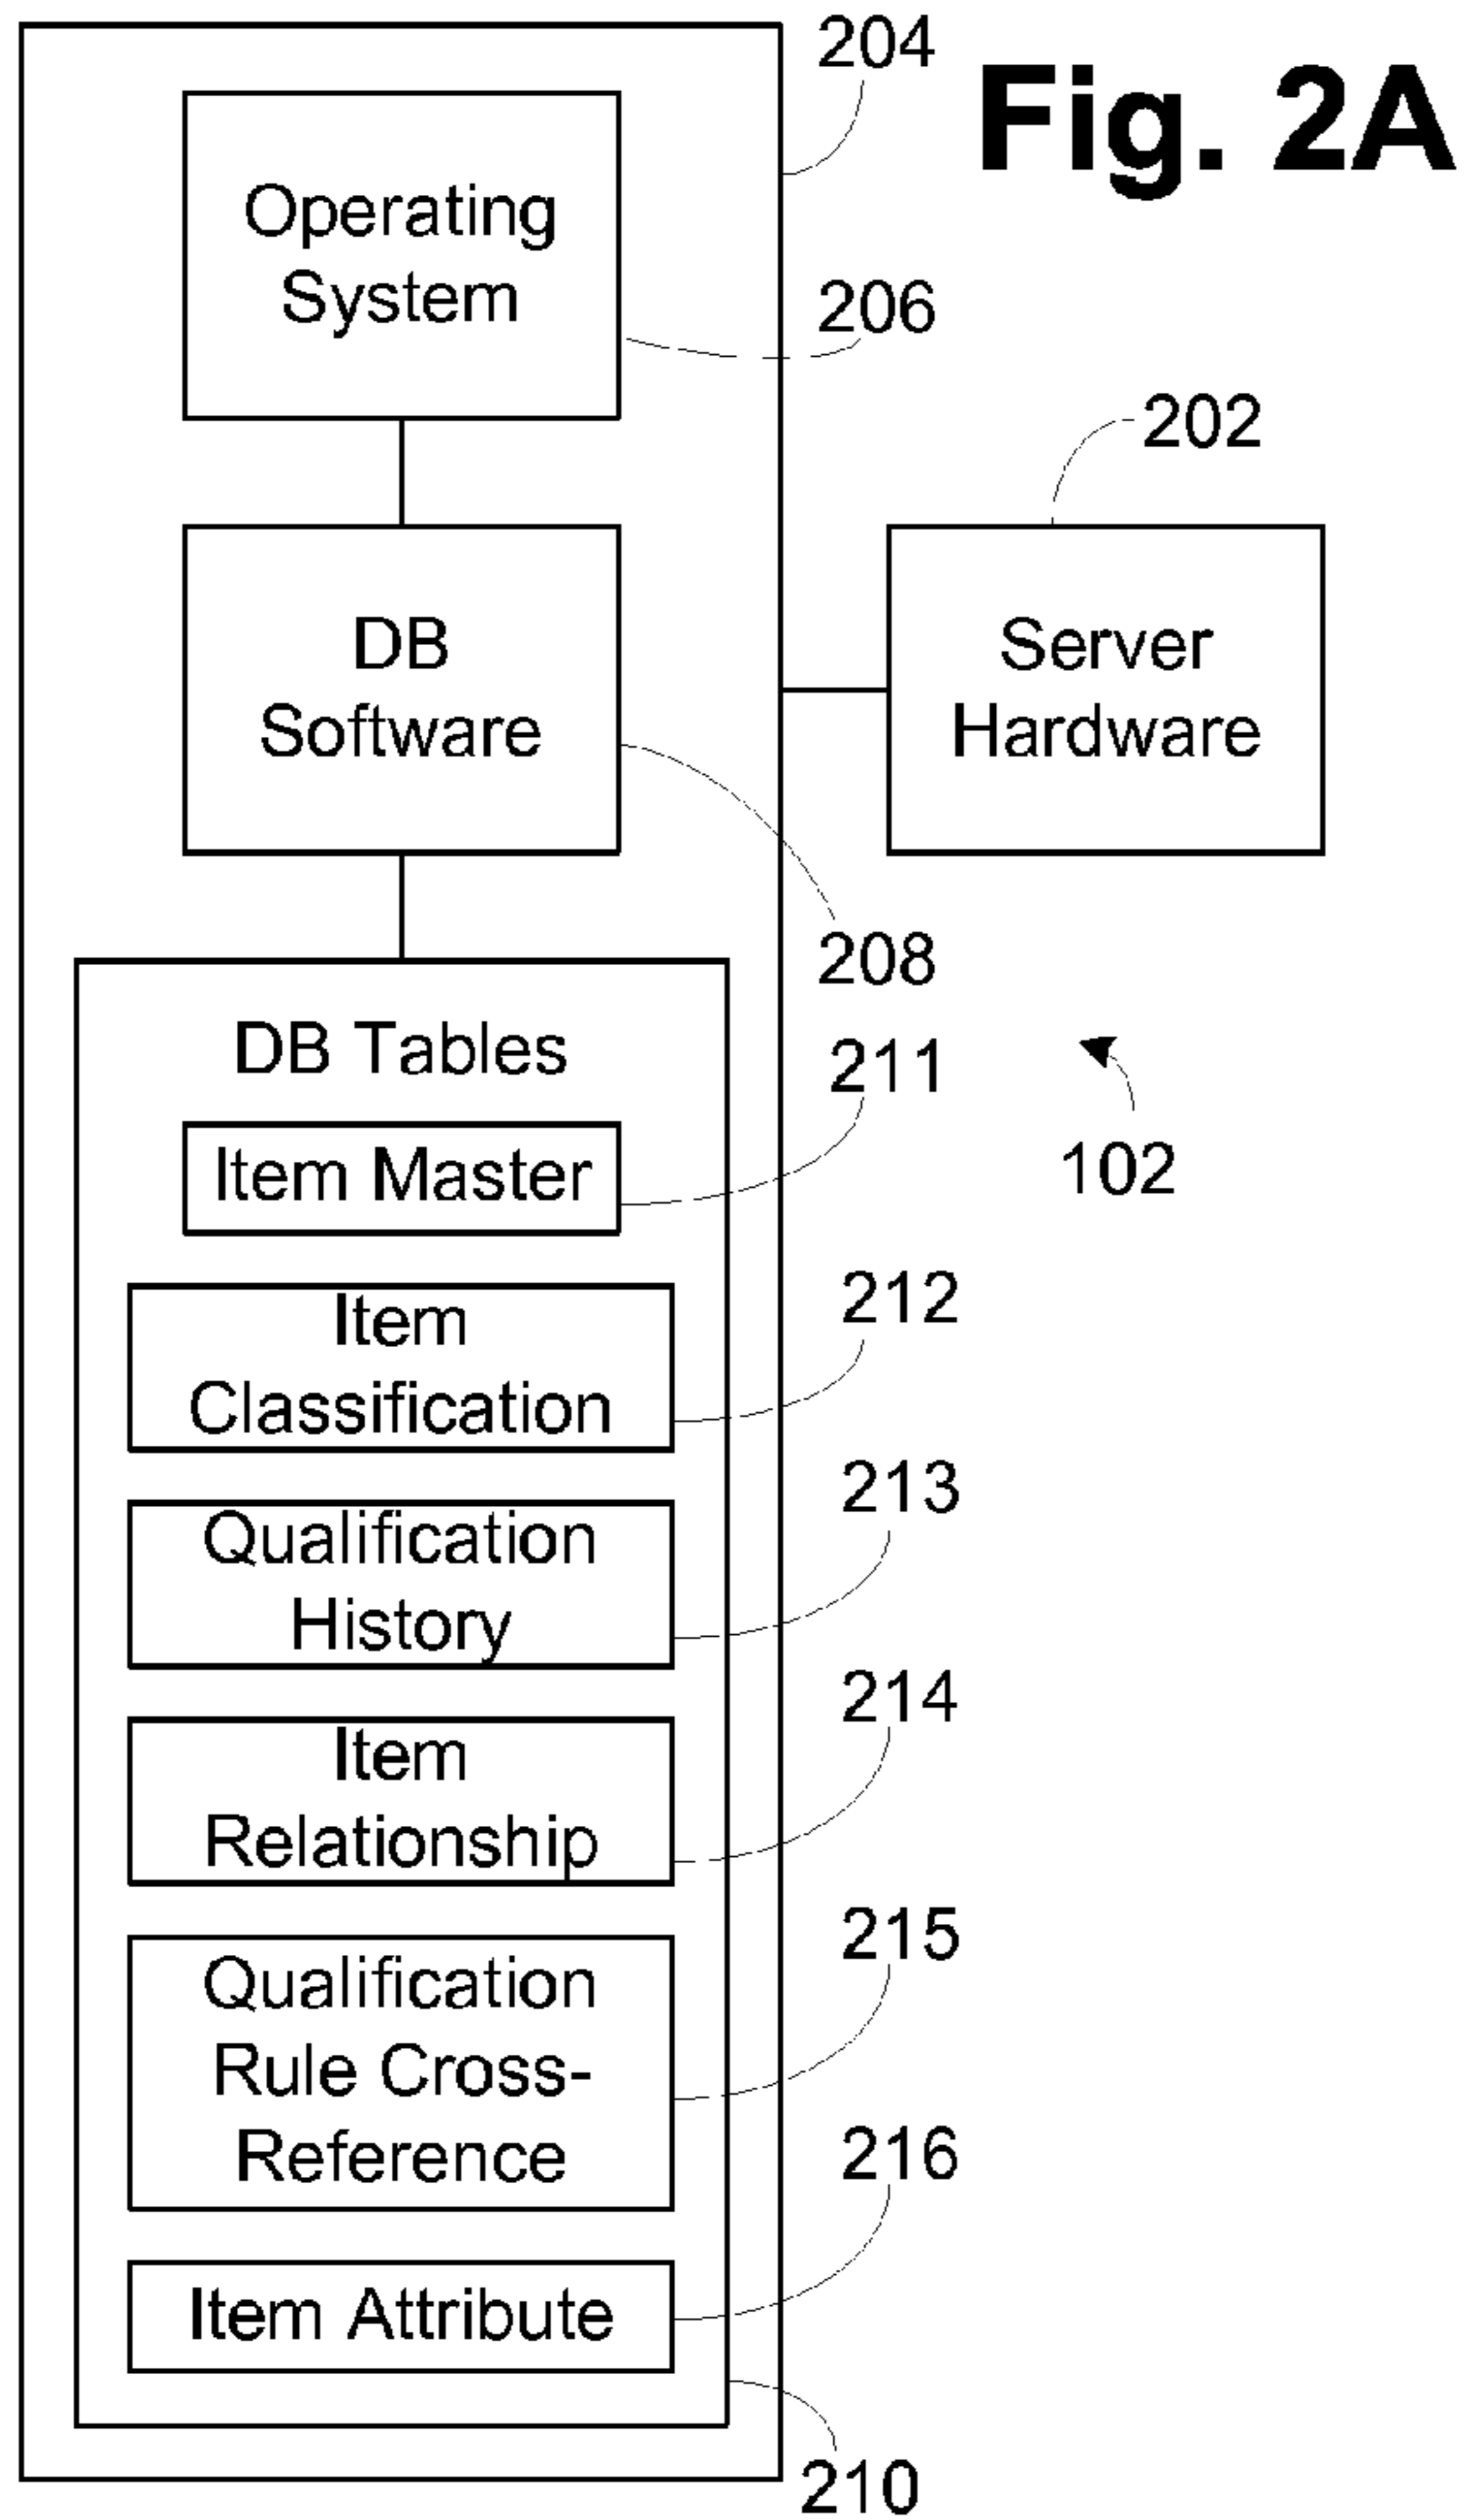 204
Fig. 2A
Operating
System
206
202
DB
Software
Server
Hardware
208
DB Tables
211
Item Master
102
Item
Classification
212
Qualification
History
213
Item
Relationship
214
Qualification
Rule Cross-
Reference
215
216
Item Attribute
210